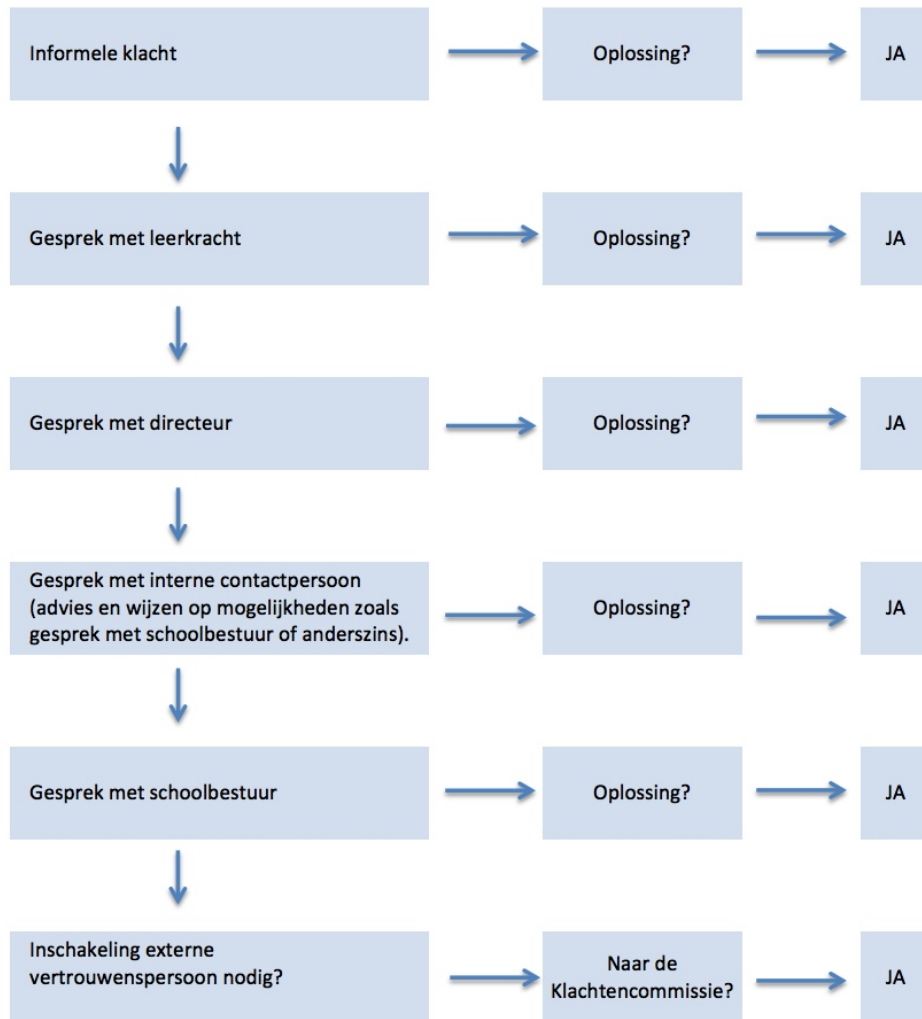 Informele klacht
Oplossing?
JA
Gesprek met leerkracht
Oplossing?
JA
Gesprek met directeur
Oplossing?
JA
Gesprek met interne contactpersoon
(advies en wijzen op mogelijkheden zoals
gesprek met schoolbestuur of anderszins).
Oplossing?
JA
Gesprek met schoolbestuur
Oplossing?
JA
Inschakeling externe
vertrouwenspersoon nodig?
Naar de
Klachtencommissie?
JA